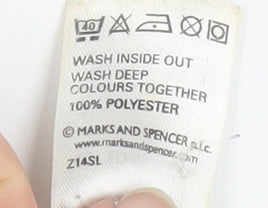 40
WASH INSIDE OUT
WASH DEEP
COLOURS TOGETHER
100% POLYESTER
© MARKS AND SPENCER p.l.c.
www.marksandspencer.com
Z14SL